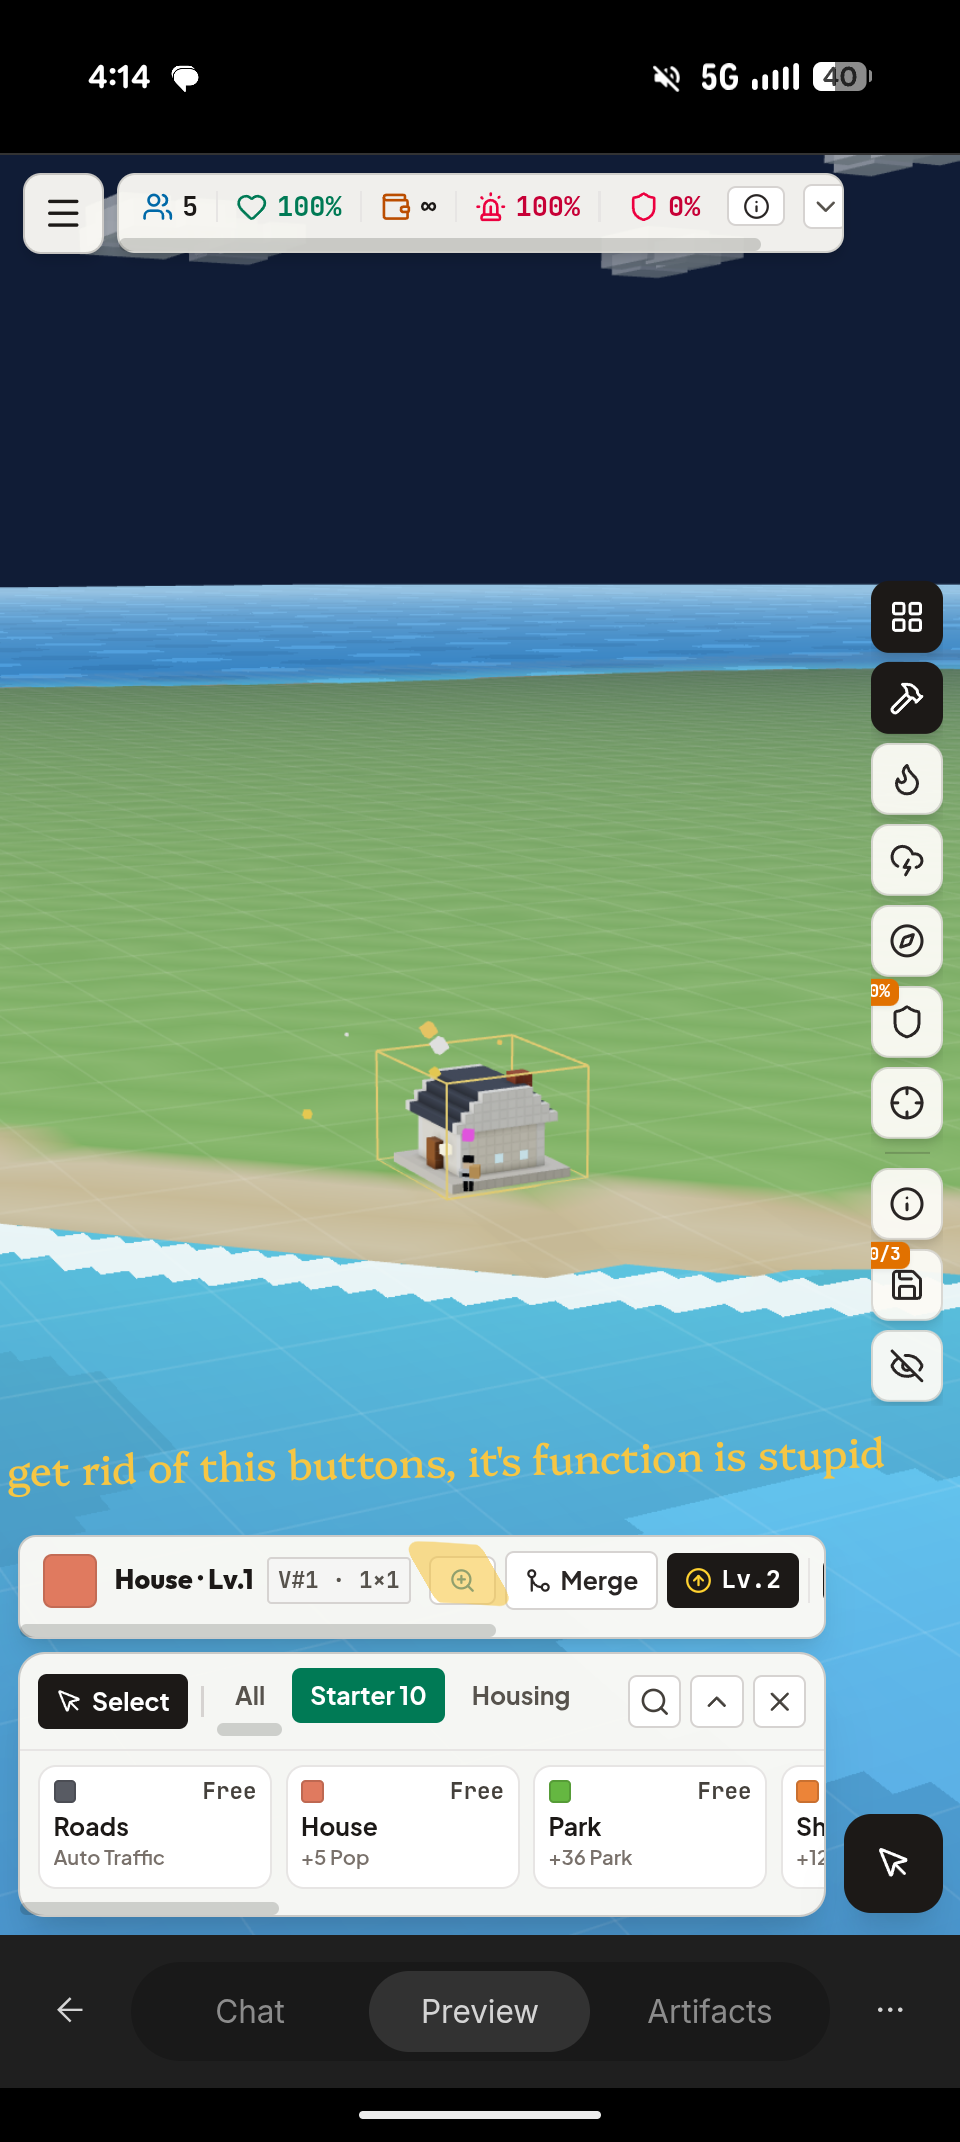 4:14
5G
40
5
100%
∞
100%
0%
0%
0/3
get rid of this buttons, it's function is stupid
House·Lv.1
V#1 · 1×1
Merge
Lv.2
Select
All
Starter 10
Housing
Free
Free
Free
Roads
House
Park
Sh
Auto Traffic
+5 Pop
+36 Park
+12
Chat
Preview
Artifacts